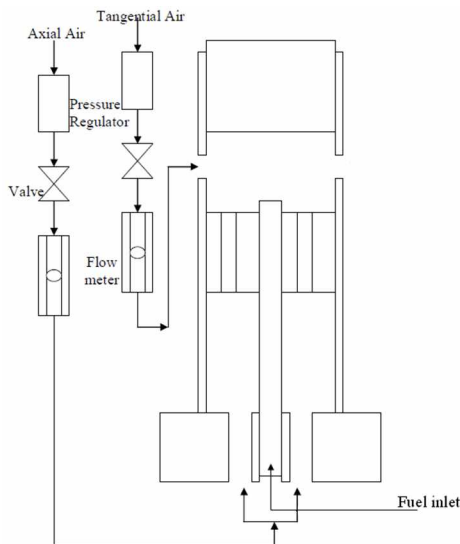 Tangential Air
Axial Air
Pressure
Regulator
Valve
Flow
meter
Fuel inlet